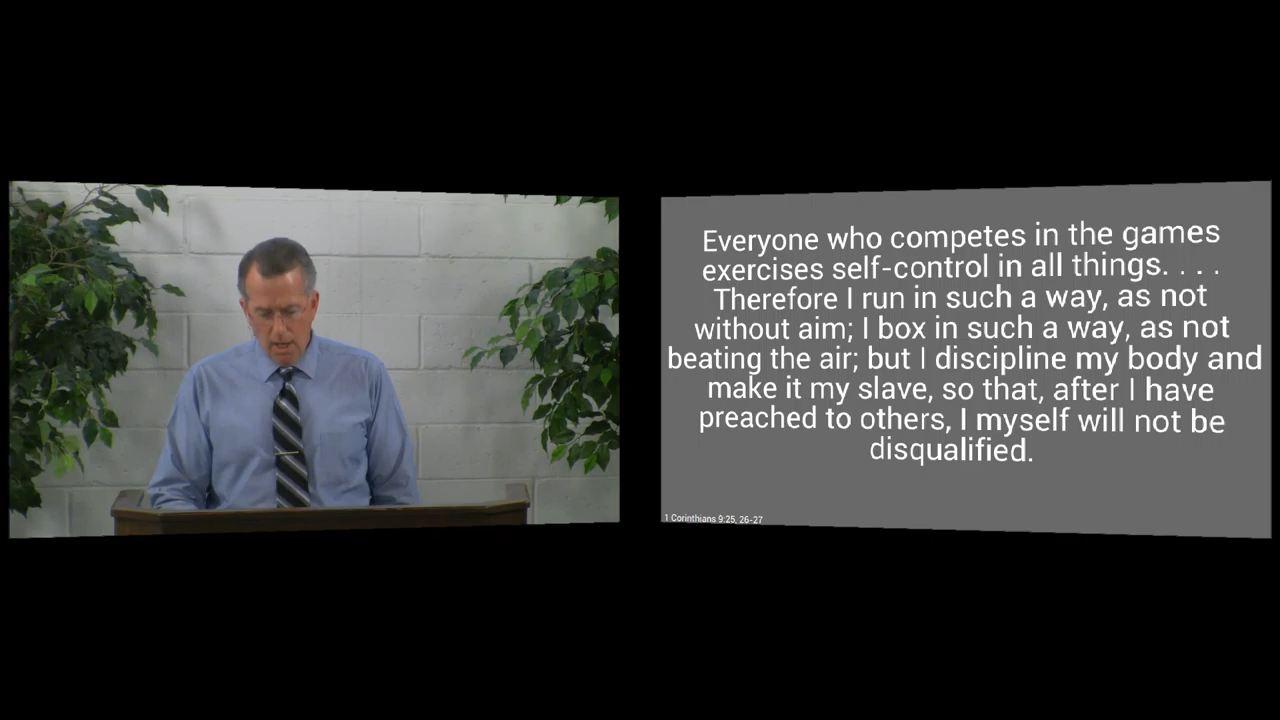 Everyone who competes in the games
exercises self-control in all things. . . .
Therefore I run in such a way, as not
without aim; I box in such a way, as not
beating the air; but I discipline my body and
make it my slave, so that, after I have
preached to others, I myself will not be
disqualified.
1 Corinthians 9:25, 26-27